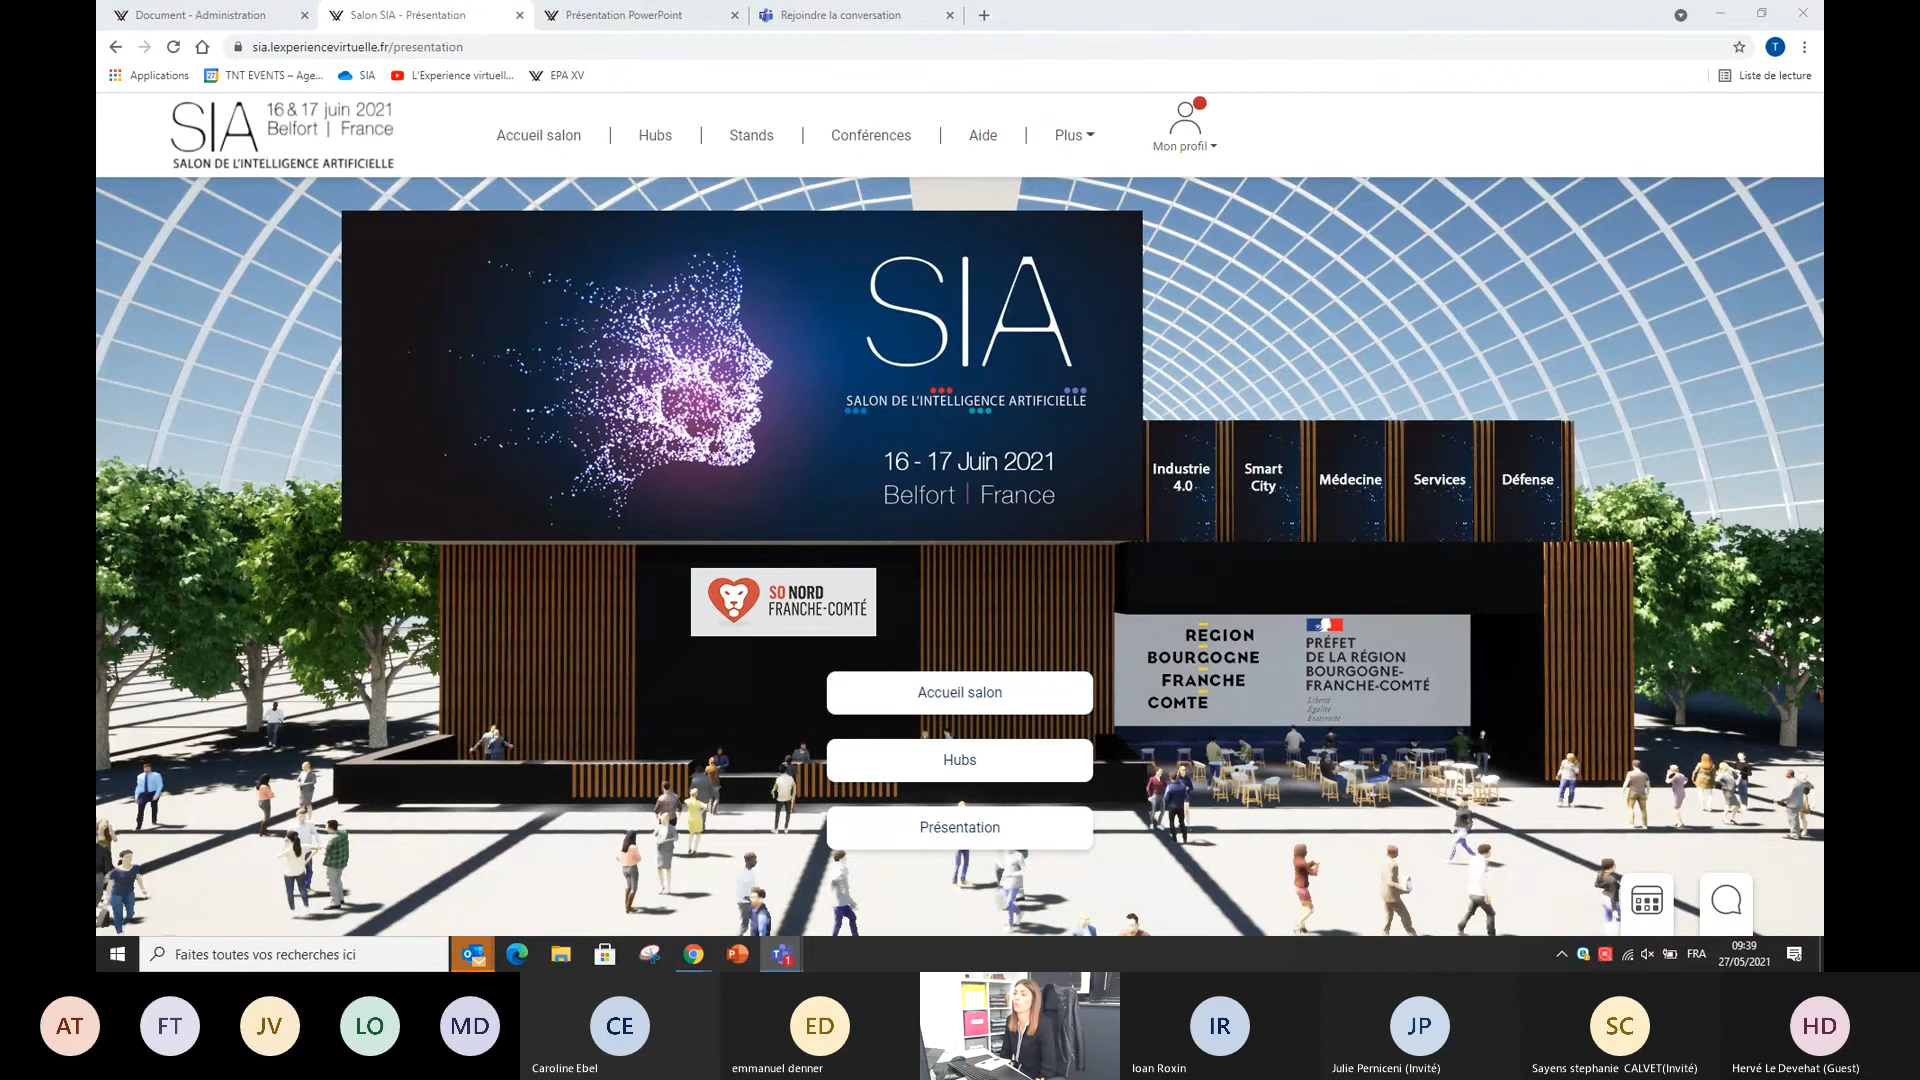 Document - Administration
Salon SIA - Présentation
Présentation PowerPoint
Rejoindre la conversation
sia.lexperiencevirtuelle.fr/presentation
T
Applications
27
TNT EVENTS – Age...
SIA
L'Experience virtuell...
EPA XV
Liste de lecture
SIA
16 & 17 juin 2021
Belfort | France
SALON DE L'INTELLIGENCE ARTIFICIELLE
Accueil salon
Hubs
Stands
Conférences
Aide
Plus
Mon profil
SIA
SALON DE L'INTELLIGENCE ARTIFICIELLE
16 - 17 Juin 2021
Belfort | France
Industrie
4.0
Smart
City
Médecine
Services
Défense
SO NORD
FRANCHE-COMTÉ
REGION
BOURGOGNE
FRANCHE
COMTE
PRÉFET
DE LA RÉGION
BOURGOGNE-
FRANCHE-COMTÉ
Liberté
Égalité
Fraternité
Accueil salon
Hubs
Présentation
Faites toutes vos recherches ici
1
FRA
09:39
27/05/2021
AT
FT
JV
LO
MD
CE
Caroline Ebel
ED
emmanuel denner
IR
Ioan Roxin
JP
Julie Perniceni (Invité)
SC
Sayens stephanie CALVET(Invité)
HD
Hervé Le Devehat (Guest)